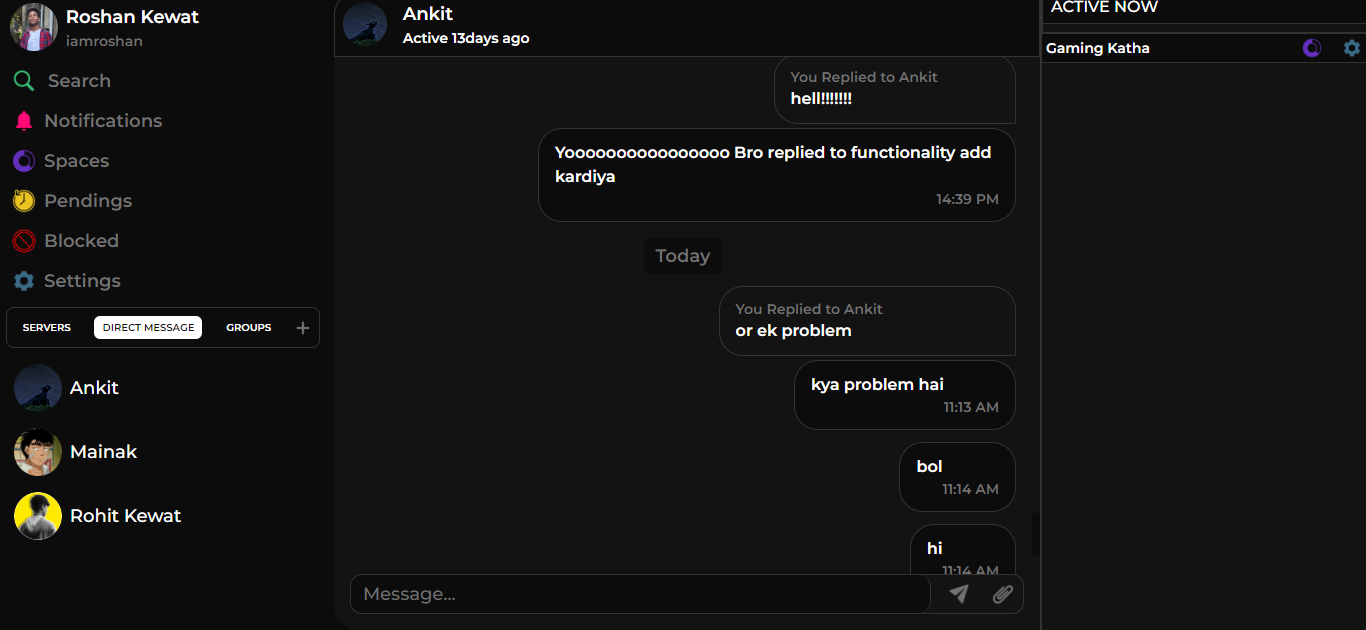 Roshan Kewat
iamroshan
Search
Notifications
Spaces
Pendings
Blocked
Settings
SERVERS DIRECT MESSAGE GROUPS +
Ankit
Mainak
Rohit Kewat
Ankit
Active 13days ago
You Replied to Ankit
hell!!!!!!!
Yoooooooooooooooo Bro replied to functionality add
kardiya
14:39 PM
Today
You Replied to Ankit
or ek problem
kya problem hai
11:13 AM
bol
11:14 AM
hi
11:14 AM
Message...
ACTIVE NOW
Gaming Katha